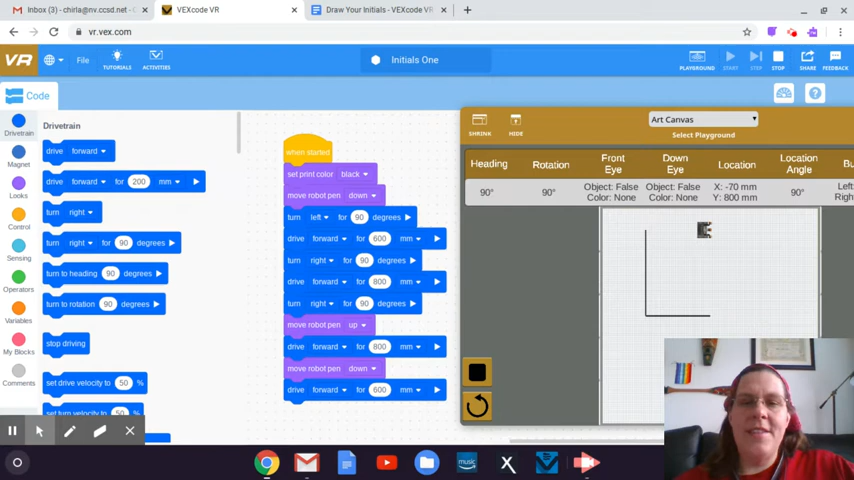 Inbox (3) - chirla@nv.ccsd.net - C
VEXcode VR
Draw Your Initials - VEXcode VR
vr.vex.com
VR
File
TUTORIALS
ACTIVITIES
Initials One
PLAYGROUND
START
STEP
STOP
SHARE
FEEDBACK
Code
Drivetrain
Magnet
Looks
Control
Sensing
Operators
Variables
My Blocks
Comments
Drivetrain
drive forward
drive forward for 200 mm
turn right
turn right for 90 degrees
turn to heading 90 degrees
turn to rotation 90 degrees
stop driving
set drive velocity to 50 %
set turn velocity to 50 %
when started
set print color black
move robot pen down
turn left for 90 degrees
drive forward for 600 mm
turn right for 90 degrees
drive forward for 800 mm
turn right for 90 degrees
move robot pen up
drive forward for 800 mm
move robot pen down
drive forward for 600 mm
SHRINK
HIDE
Art Canvas
Select Playground
Heading
Rotation
Front Eye
Down Eye
Location
Location Angle
90°
90°
Object: False
Color: None
Object: False
Color: None
X: -70 mm
Y: 800 mm
90°
Left:
music